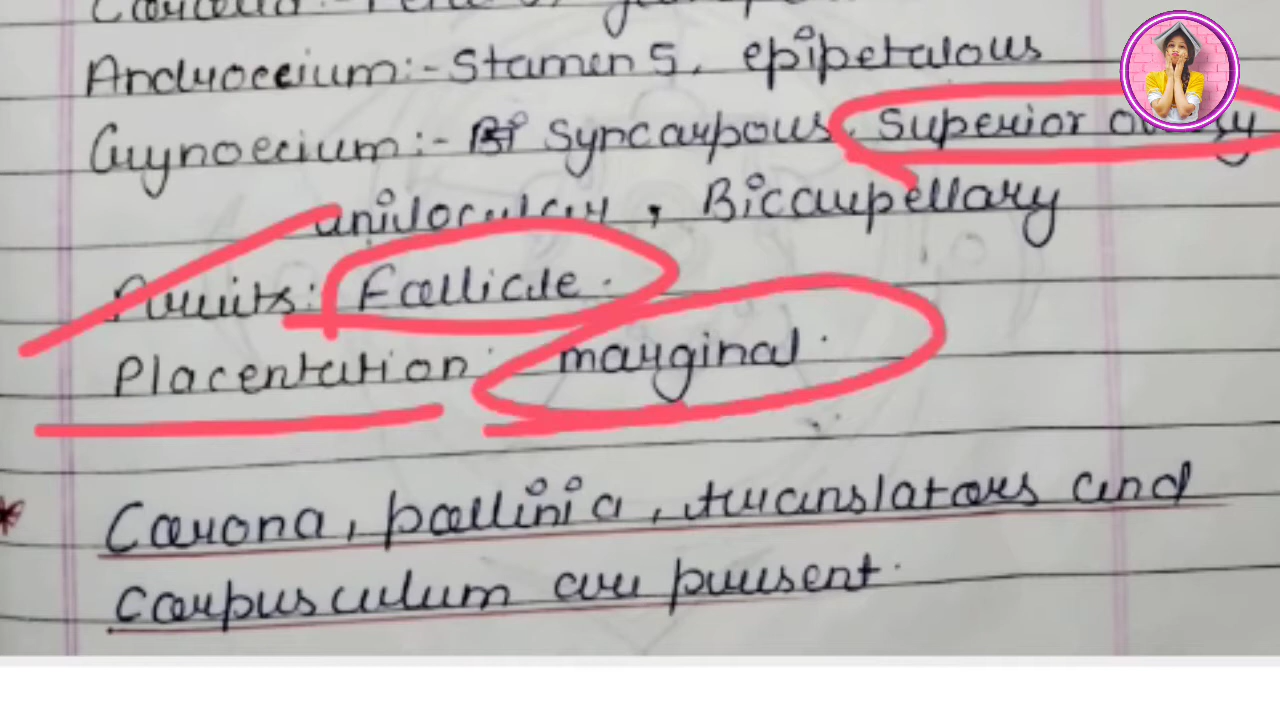 Androecium:- Stamen 5, epipetalous
Gynoecium:- Bi Syncarpous, Superior ovary
unilocular, Bicarpellary
Fruits: Follicle.
Placentation: marginal.
Corona, pollinia, translators and
corpusculum are present.